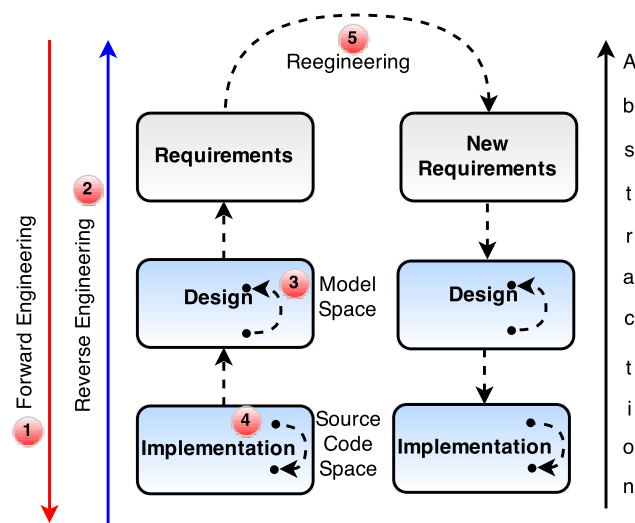 5
Reegineering
Requirements
New
Requirements
2
Forward Engineering
Reverse Engineering
1
Design
3
Model
Space
Design
4
Implementation
Source
Code
Space
Implementation
A
b
s
t
r
a
c
t
i
o
n